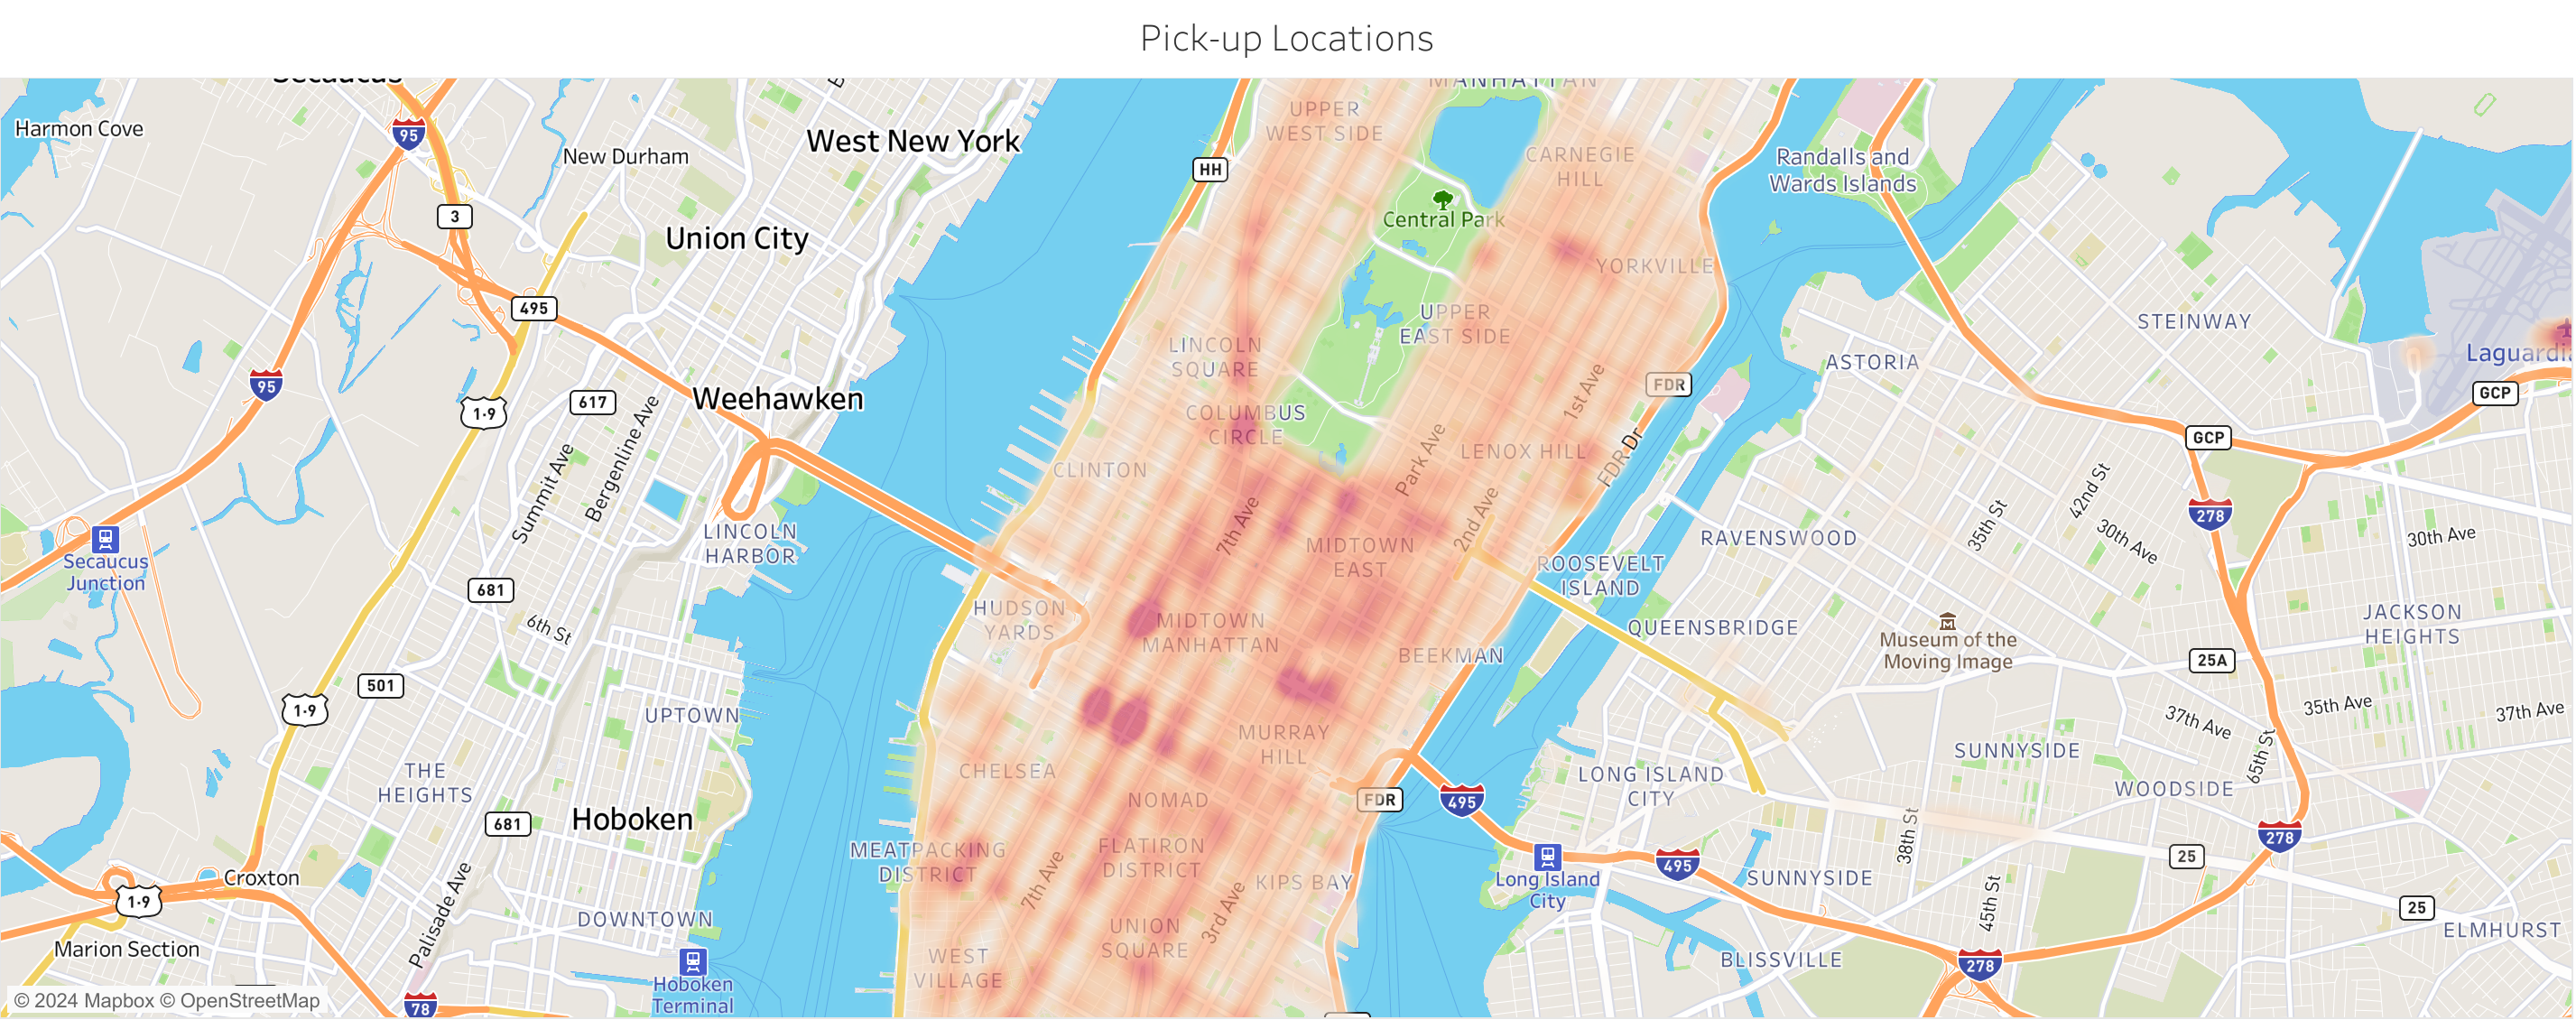 Pick-up Locations
Secaucus
MANHATTAN
Harmon Cove
95
New Durham
West New York
HH
UPPER
WEST SIDE
CARNEGIE
HILL
Randalls and
Wards Islands
3
Central Park
Union City
YORKVILLE
495
UPPER
EAST SIDE
STEINWAY
LINCOLN
SQUARE
ASTORIA
Laguardia
95
1·9
617
Weehawken
FDR
GCP
1st Ave
COLUMBUS
CIRCLE
GCP
Summit Ave
Bergenline Ave
CLINTON
Park Ave
LENOX HILL
FDR Dr
42nd St
278
LINCOLN
HARBOR
7th Ave
2nd Ave
MIDTOWN
EAST
RAVENSWOOD
35th St
30th Ave
30th Ave
Secaucus
Junction
681
ROOSEVELT
ISLAND
6th St
HUDSON
YARDS
MIDTOWN
MANHATTAN
QUEENSBRIDGE
Museum of the
Moving Image
JACKSON
HEIGHTS
BEEKMAN
25A
501
1·9
UPTOWN
MURRAY
HILL
37th Ave
35th Ave
37th Ave
65th St
SUNNYSIDE
THE
HEIGHTS
CHELSEA
LONG ISLAND
CITY
WOODSIDE
NOMAD
FDR
495
681
Hoboken
38th St
278
MEATPACKING
DISTRICT
FLATIRON
DISTRICT
25
Croxton
1·9
7th Ave
KIPS BAY
Long Island
City
495
SUNNYSIDE
45th St
25
Palisade Ave
DOWNTOWN
3rd Ave
UNION
SQUARE
ELMHURST
Marion Section
WEST
VILLAGE
BLISSVILLE
278
Hoboken
Terminal
78
© 2024 Mapbox © OpenStreetMap